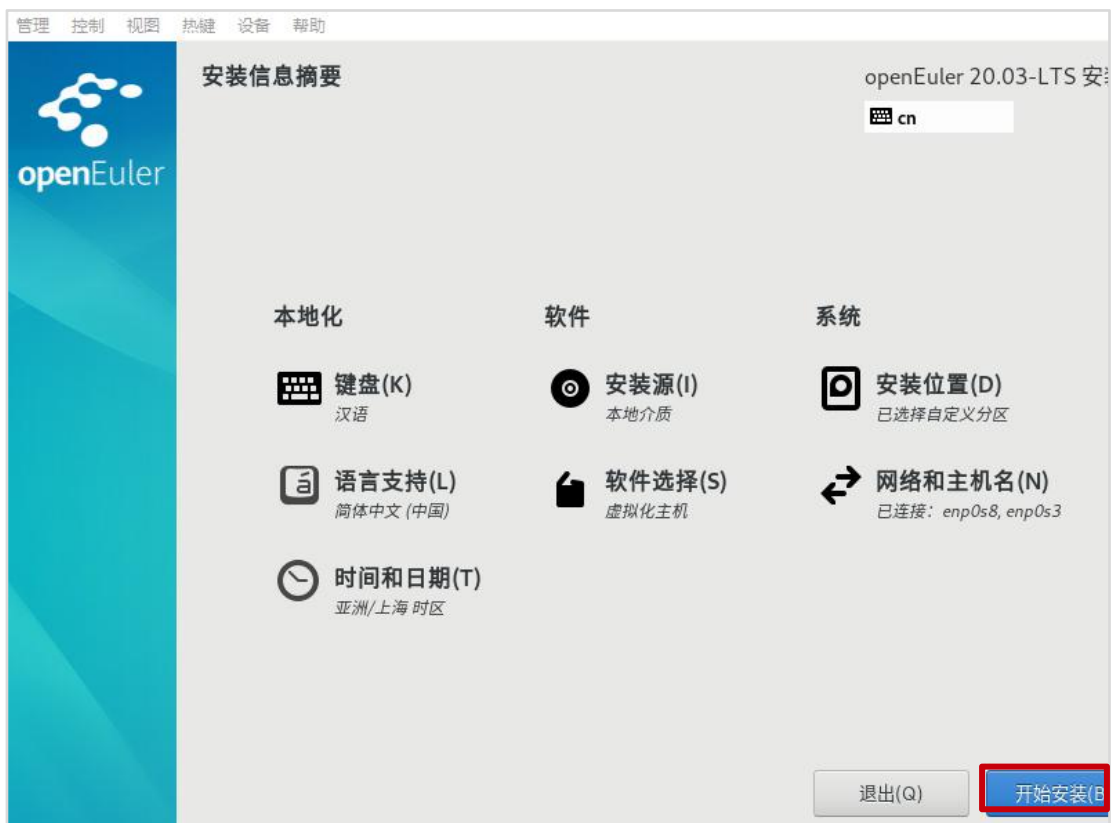 管理 控制 视图 热键 设备 帮助
openEuler
安装信息摘要
openEuler 20.03-LTS 安
cn
本地化
键盘(K)
汉语
语言支持(L)
简体中文 (中国)
时间和日期(T)
亚洲/上海 时区
软件
安装源(I)
本地介质
软件选择(S)
虚拟化主机
系统
安装位置(D)
已选择自定义分区
网络和主机名(N)
已连接：enp0s8, enp0s3
退出(Q)
开始安装(B